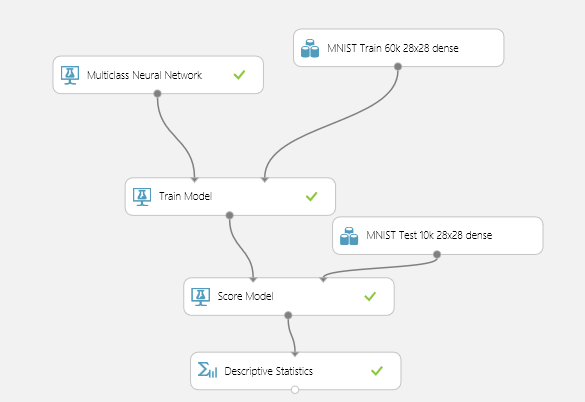 MNIST Train 60k 28x28 dense
Multiclass Neural Network
Train Model
MNIST Test 10k 28x28 dense
Score Model
Descriptive Statistics